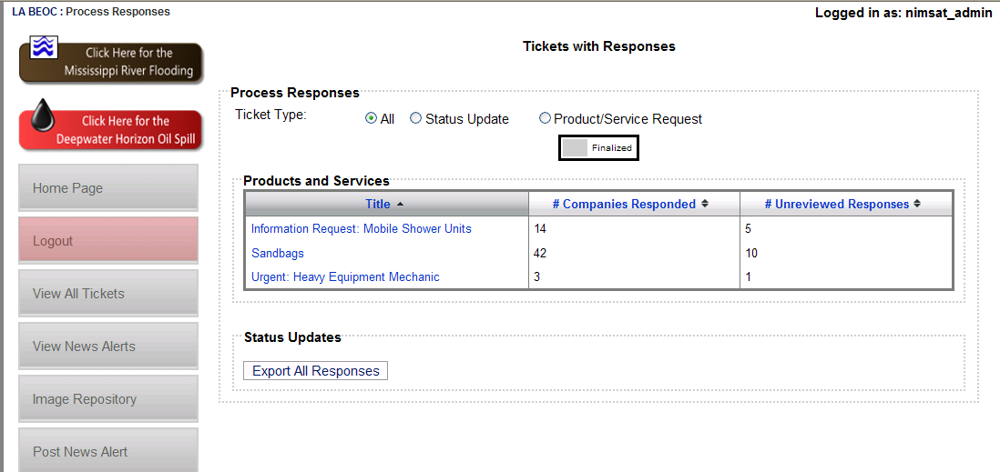 LA BEOC : Process Responses
Logged in as: nimsat_admin
Click Here for the
Mississippi River Flooding
Click Here for the
Deepwater Horizon Oil Spill
Home Page
Logout
View All Tickets
View News Alerts
Image Repository
Post News Alert
Tickets with Responses
Process Responses
Ticket Type: All Status Update Product/Service Request
Finalized
Products and Services
Title # Companies Responded # Unreviewed Responses
Information Request: Mobile Shower Units 14 5
Sandbags 42 10
Urgent: Heavy Equipment Mechanic 3 1
Status Updates
Export All Responses